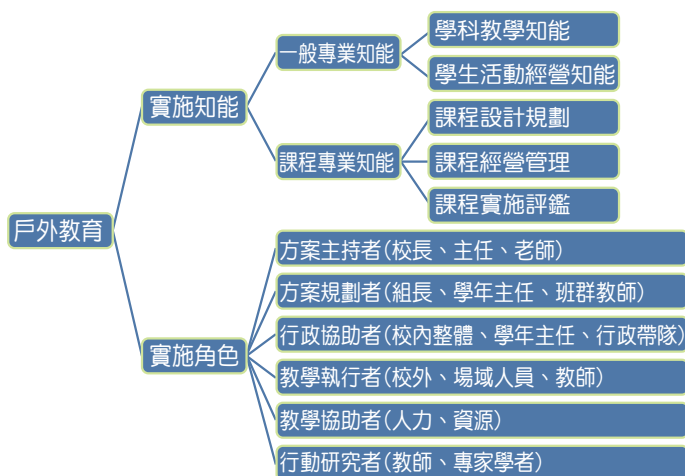 戶外教育
實施知能
一般專業知能
學科教學知能
學生活動經營知能
課程專業知能
課程設計規劃
課程經營管理
課程實施評鑑
實施角色
方案主持者(校長、主任、老師)
方案規劃者(組長、學年主任、班群教師)
行政協助者(校內整體、學年主任、行政帶隊)
教學執行者(校外、場域人員、教師)
教學協助者(人力、資源)
行動研究者(教師、專家學者)